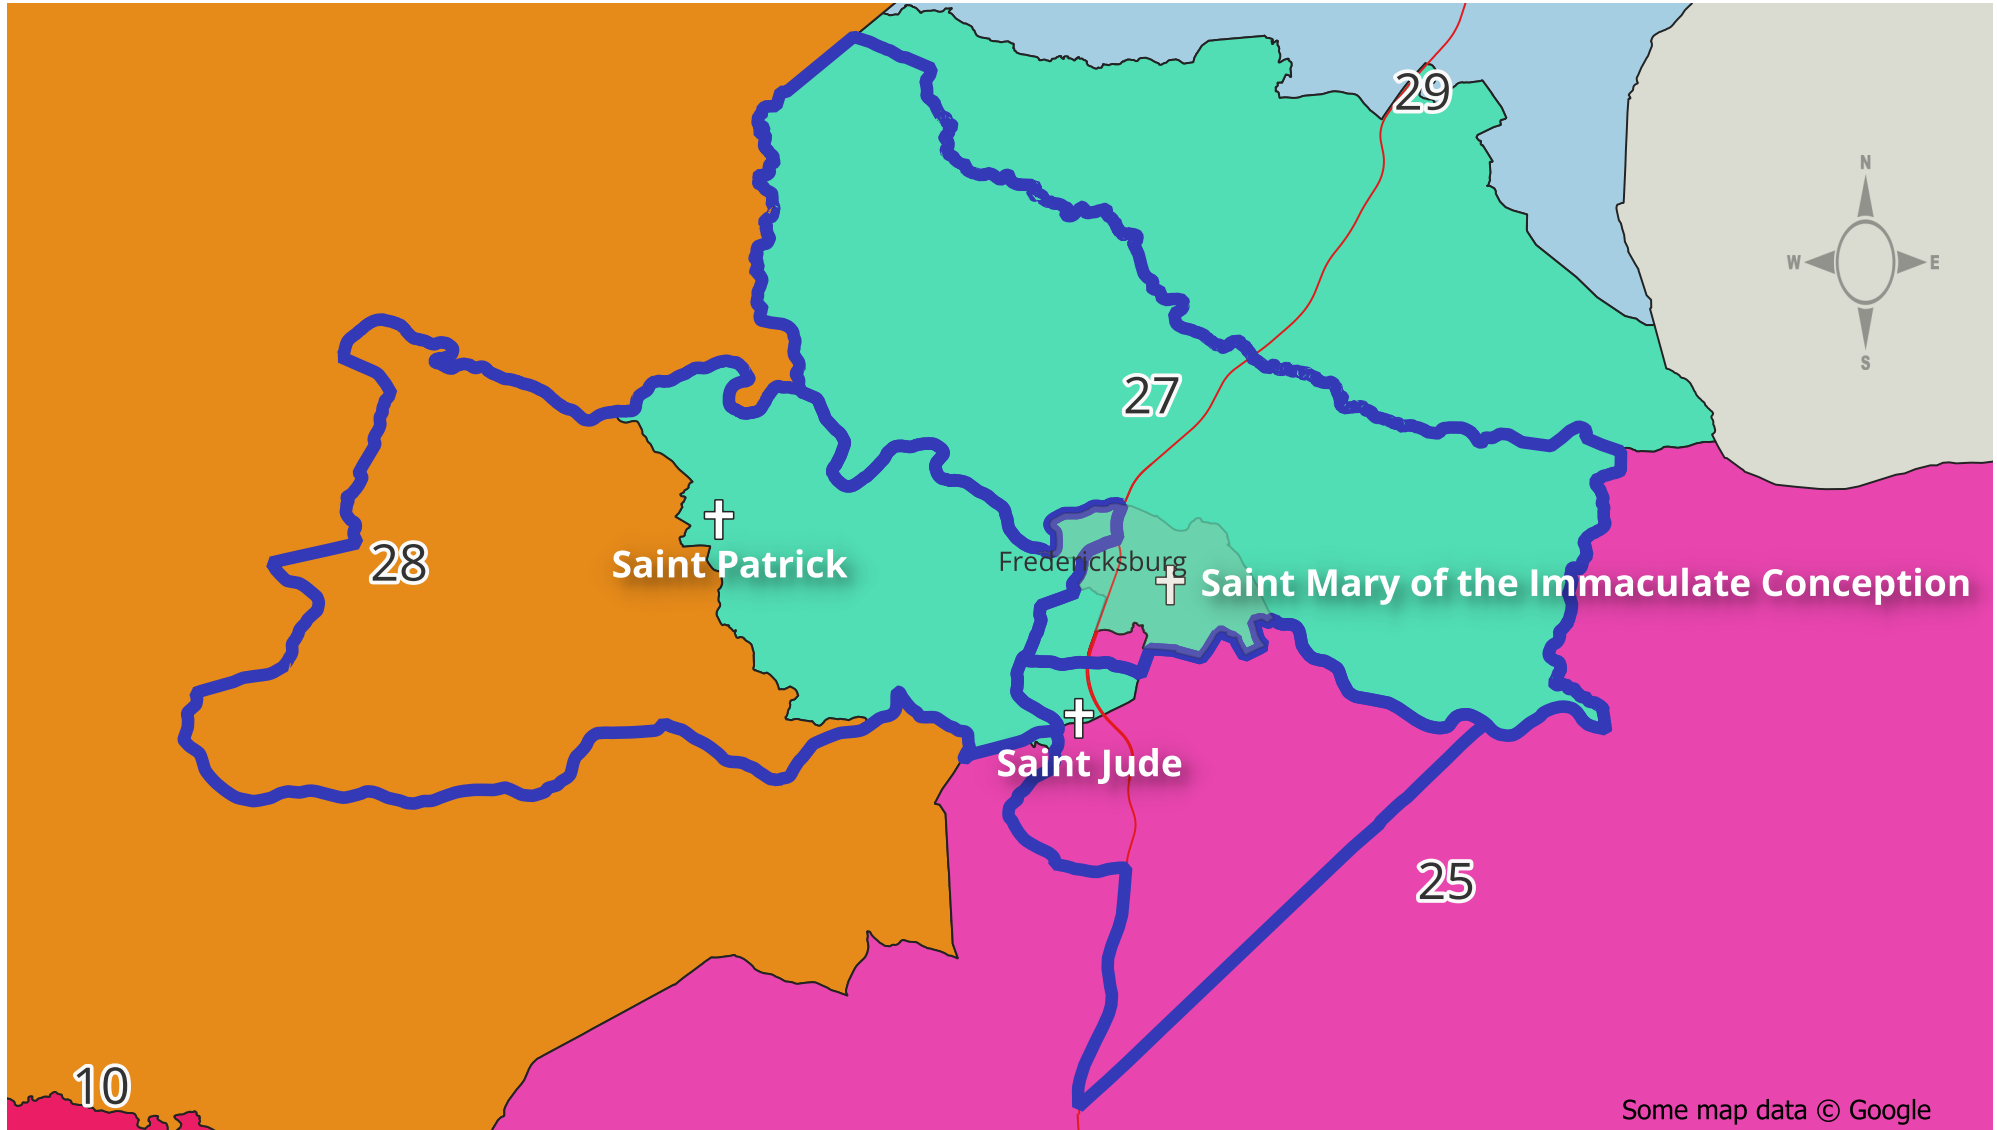 29
N
W
E
S
27
28
Saint Patrick
Fredericksburg
Saint Mary of the Immaculate Conception
Saint Jude
25
10
Some map data © Google